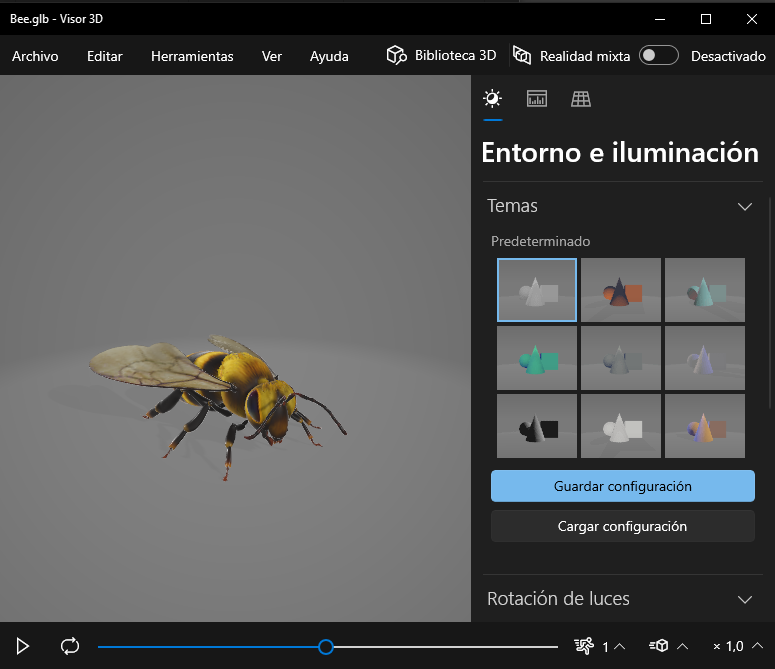 Bee.glb - Visor 3D
Archivo Editar Herramientas Ver Ayuda Biblioteca 3D Realidad mixta Desactivado
Entorno e iluminación
Temas
Predeterminado
Guardar configuración
Cargar configuración
Rotación de luces
1 × 1,0